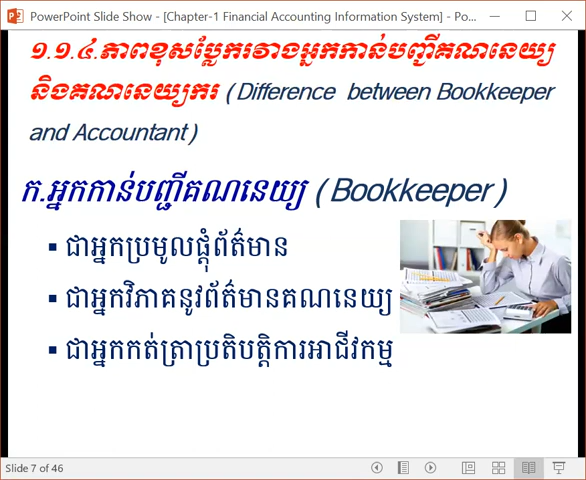 PowerPoint Slide Show - [Chapter-1 Financial Accounting Information System] - Po...
១.១.៤.ភាពខុសប្លែករវាងអ្នកកាន់បញ្ជីគណនេយ្យ
និងគណនេយ្យករ (Difference between Bookkeeper
and Accountant)
ក.អ្នកកាន់បញ្ជីគណនេយ្យ (Bookkeeper)
▪ ជាអ្នកប្រមូលផ្តុំព័ត៌មាន
▪ ជាអ្នកវិភាគនូវព័ត៌មានគណនេយ្យ
▪ ជាអ្នកកត់ត្រាប្រតិបត្តិការអាជីវកម្ម
Slide 7 of 46